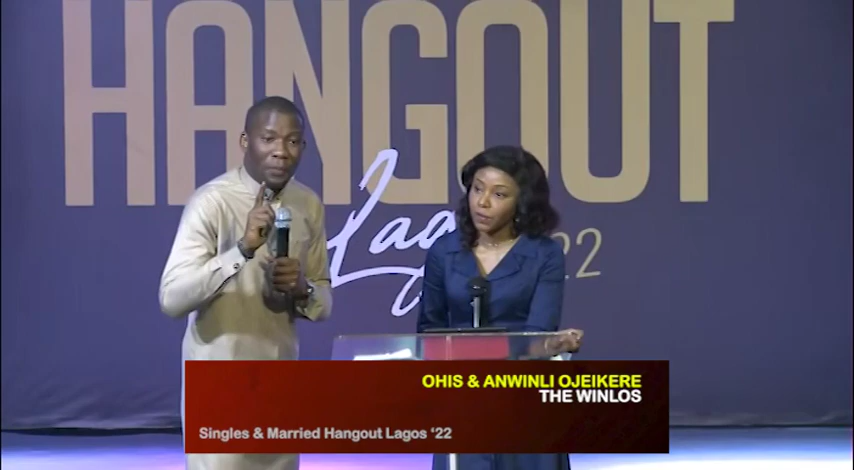 HANGOUT
Lagos
22
OHIS & ANWINLI OJEIKERE
THE WINLOS
Singles & Married Hangout Lagos ‘22